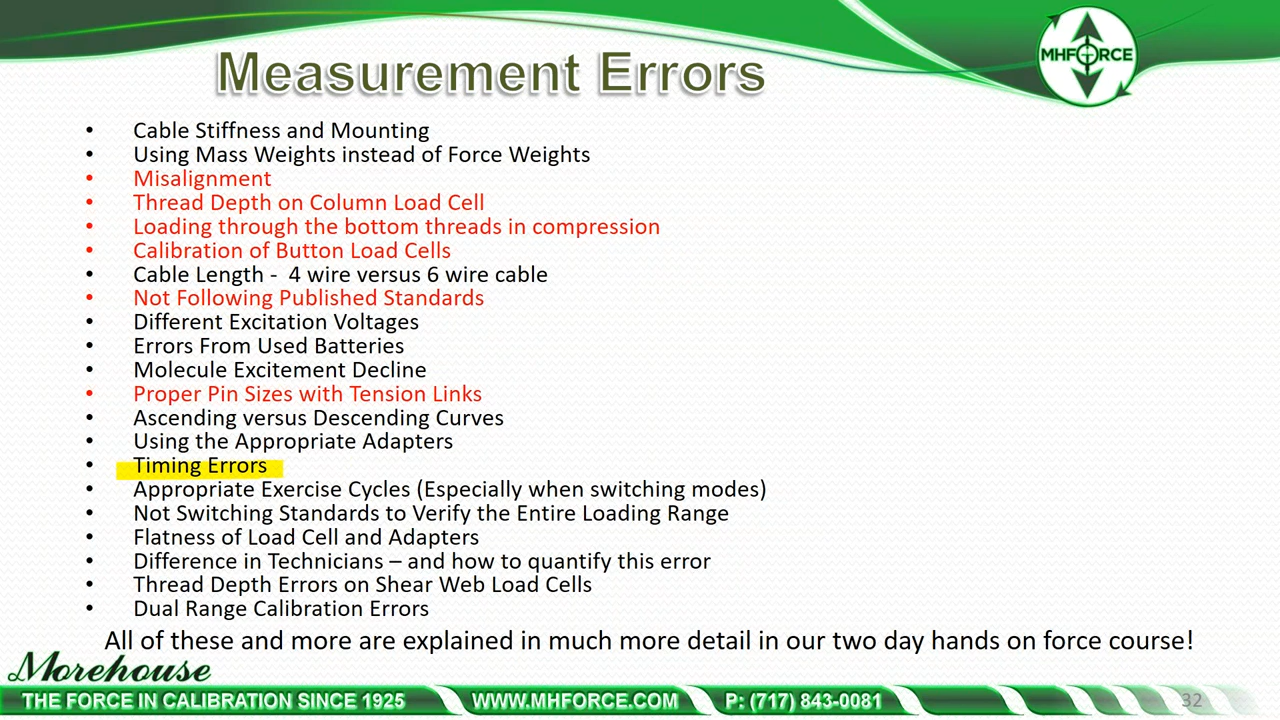 Measurement Errors
MHFORCE
• Cable Stiffness and Mounting
• Using Mass Weights instead of Force Weights
• Misalignment
• Thread Depth on Column Load Cell
• Loading through the bottom threads in compression
• Calibration of Button Load Cells
• Cable Length - 4 wire versus 6 wire cable
• Not Following Published Standards
• Different Excitation Voltages
• Errors From Used Batteries
• Molecule Excitement Decline
• Proper Pin Sizes with Tension Links
• Ascending versus Descending Curves
• Using the Appropriate Adapters
• Timing Errors
• Appropriate Exercise Cycles (Especially when switching modes)
• Not Switching Standards to Verify the Entire Loading Range
• Flatness of Load Cell and Adapters
• Difference in Technicians – and how to quantify this error
• Thread Depth Errors on Shear Web Load Cells
• Dual Range Calibration Errors
All of these and more are explained in much more detail in our two day hands on force course!
Morehouse
THE FORCE IN CALIBRATION SINCE 1925 WWW.MHFORCE.COM P: (717) 843-0081 32